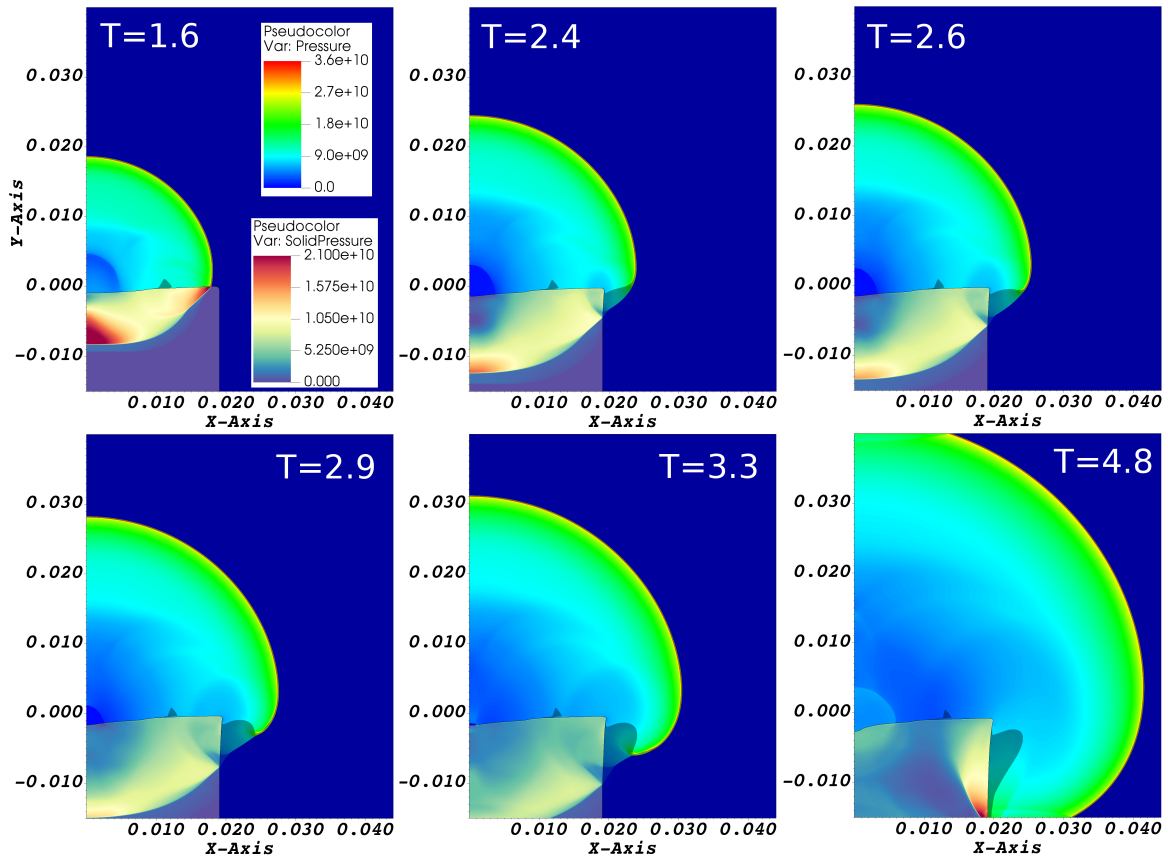 T=1.6
Pseudocolor
Var: Pressure
3.6e+10
2.7e+10
1.8e+10
9.0e+09
0.0
Pseudocolor
Var: SolidPressure
2.100e+10
1.575e+10
1.050e+10
5.250e+09
0.000
0.030
0.020
0.010
0.000
-0.010
Y-Axis
0.010 0.020 0.030 0.040
X-Axis
T=2.4
0.030
0.020
0.010
0.000
-0.010
0.010 0.020 0.030 0.040
X-Axis
T=2.6
0.030
0.020
0.010
0.000
-0.010
0.010 0.020 0.030 0.040
X-Axis
T=2.9
0.030
0.020
0.010
0.000
-0.010
0.010 0.020 0.030 0.040
X-Axis
T=3.3
0.030
0.020
0.010
0.000
-0.010
0.010 0.020 0.030 0.040
X-Axis
T=4.8
0.030
0.020
0.010
0.000
-0.010
0.010 0.020 0.030 0.040
X-Axis